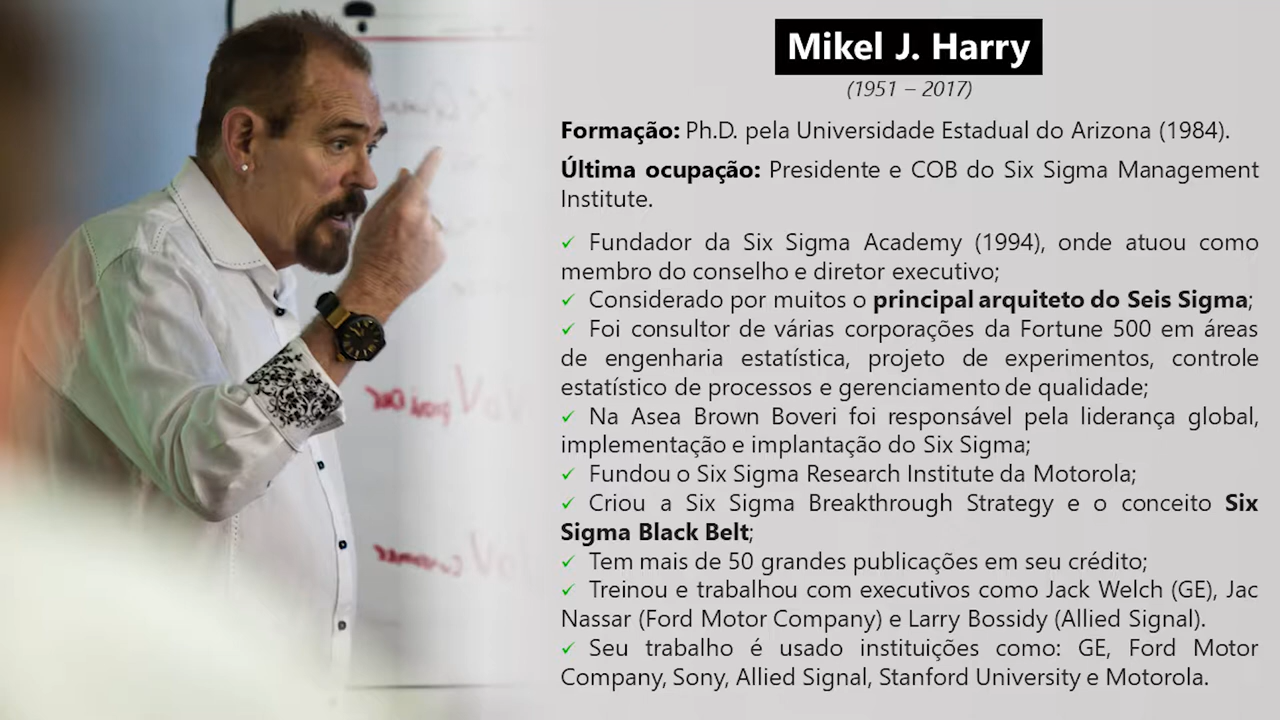 Mikel J. Harry
(1951 – 2017)
Formação: Ph.D. pela Universidade Estadual do Arizona (1984).
Última ocupação: Presidente e COB do Six Sigma Management
Institute.
✓ Fundador da Six Sigma Academy (1994), onde atuou como
membro do conselho e diretor executivo;
✓ Considerado por muitos o principal arquiteto do Seis Sigma;
✓ Foi consultor de várias corporações da Fortune 500 em áreas
de engenharia estatística, projeto de experimentos, controle
estatístico de processos e gerenciamento de qualidade;
✓ Na Asea Brown Boveri foi responsável pela liderança global,
implementação e implantação do Six Sigma;
✓ Fundou o Six Sigma Research Institute da Motorola;
✓ Criou a Six Sigma Breakthrough Strategy e o conceito Six
Sigma Black Belt;
✓ Tem mais de 50 grandes publicações em seu crédito;
✓ Treinou e trabalhou com executivos como Jack Welch (GE), Jac
Nassar (Ford Motor Company) e Larry Bossidy (Allied Signal).
✓ Seu trabalho é usado instituições como: GE, Ford Motor
Company, Sony, Allied Signal, Stanford University e Motorola.